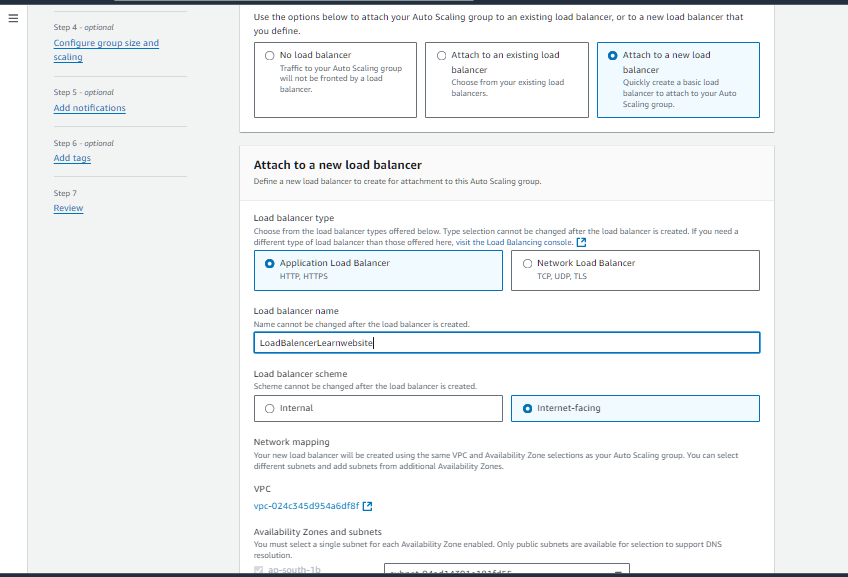 Step 4 - optional
Configure group size and
scaling
Step 5 - optional
Add notifications
Step 6 - optional
Add tags
Step 7
Review
Use the options below to attach your Auto Scaling group to an existing load balancer, or to a new load balancer that
you define.
No load balancer
Traffic to your Auto Scaling group
will not be fronted by a load
balancer.
Attach to an existing load
balancer
Choose from your existing load
balancers.
Attach to a new load
balancer
Quickly create a basic load
balancer to attach to your Auto
Scaling group.
Attach to a new load balancer
Define a new load balancer to create for attachment to this Auto Scaling group.
Load balancer type
Choose from the load balancer types offered below. Type selection cannot be changed after the load balancer is created. If you need a
different type of load balancer than those offered here, visit the Load Balancing console.
Application Load Balancer
HTTP, HTTPS
Network Load Balancer
TCP, UDP, TLS
Load balancer name
Name cannot be changed after the load balancer is created.
LoadBalencerLearnwebsite
Load balancer scheme
Scheme cannot be changed after the load balancer is created.
Internal
Internet-facing
Network mapping
Your new load balancer will be created using the same VPC and Availability Zone selections as your Auto Scaling group. You can select
different subnets and add subnets from additional Availability Zones.
VPC
vpc-024c345d954a6df8f
Availability Zones and subnets
You must select a single subnet for each Availability Zone enabled. Only public subnets are available for selection to support DNS
resolution.
ap-south-1b